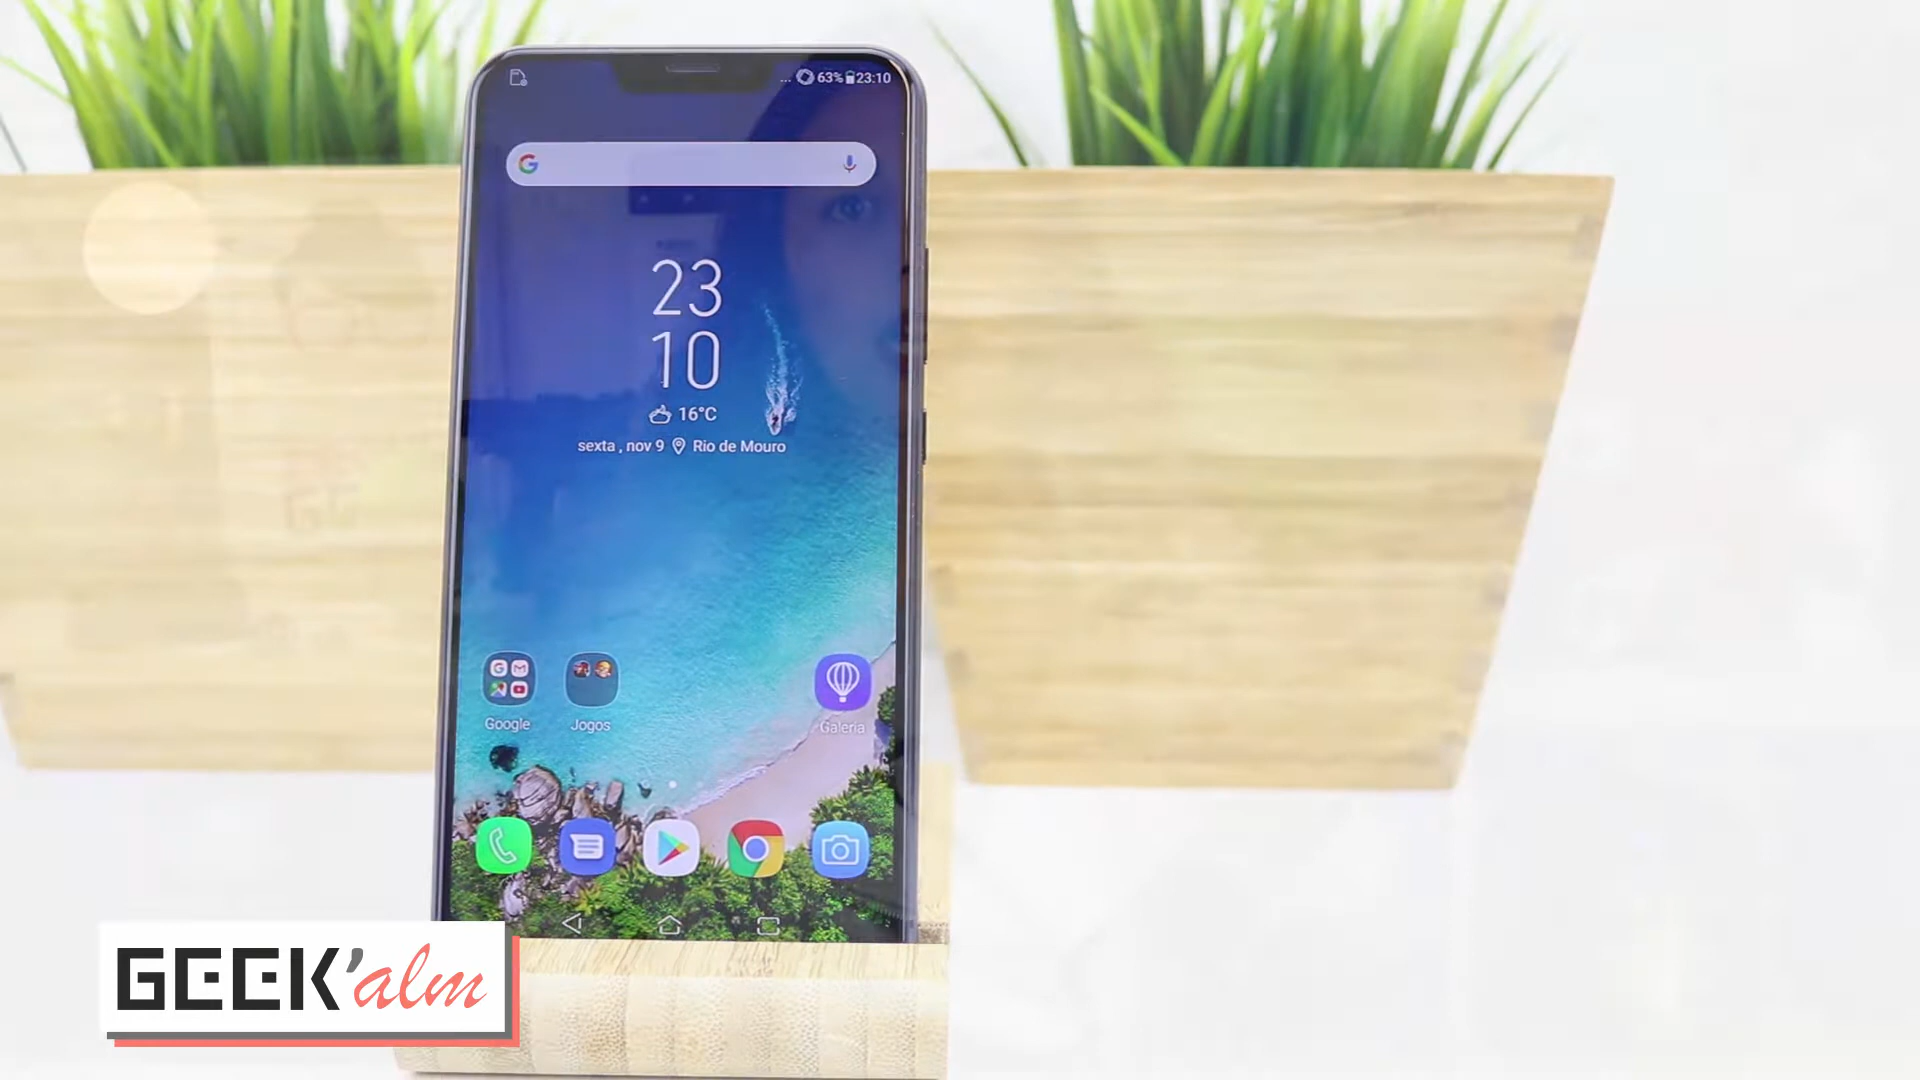 ... 63% 23:10
23
10
16°C
sexta , nov 9 Rio de Mouro
Google Jogos Galeria
GEEK'alm